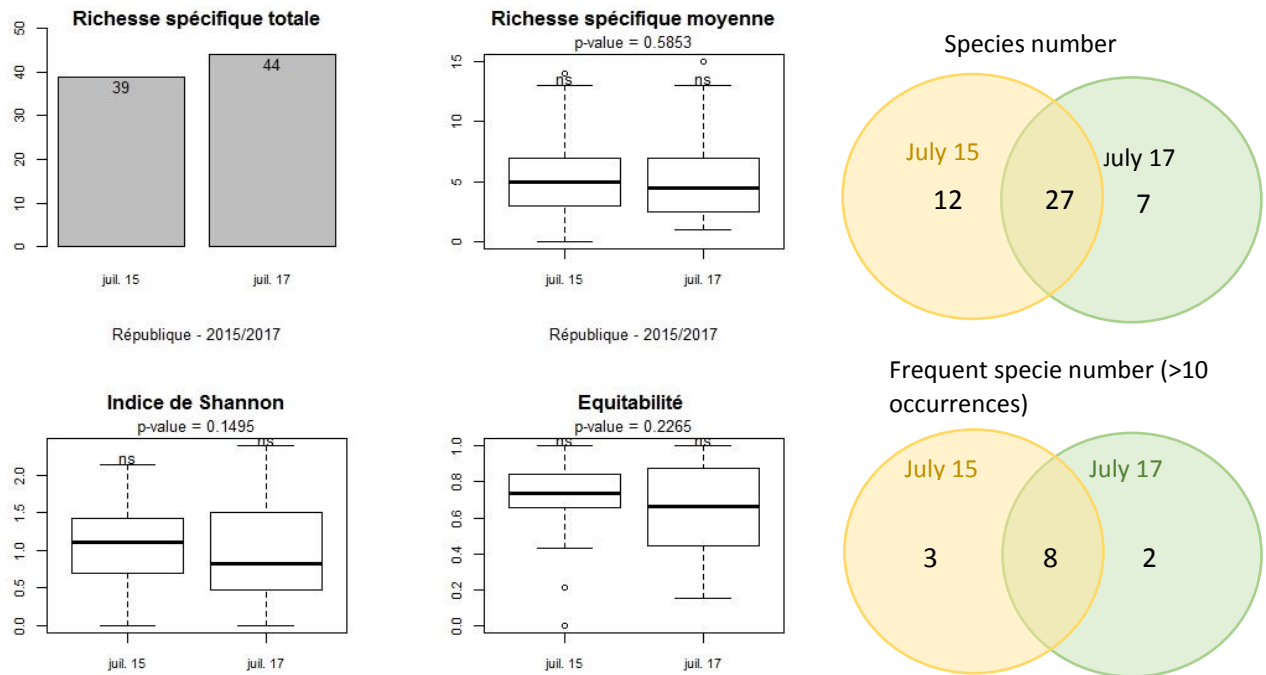 Richesse spécifique totale
50
40
30
20
10
0
39
44
juil. 15
juil. 17
Richesse spécifique moyenne
p-value = 0.5853
15
10
5
0
ns
ns
juil. 15
juil. 17
République - 2015/2017
République - 2015/2017
Species number
July 15
July 17
12
27
7
Indice de Shannon
p-value = 0.1495
2.0
1.5
1.0
0.5
0.0
ns
ns
juil. 15
juil. 17
Equitabilité
p-value = 0.2265
1.0
0.8
0.6
0.4
0.2
0.0
ns
ns
juil. 15
juil. 17
Frequent specie number (>10
occurrences)
July 15
July 17
3
8
2